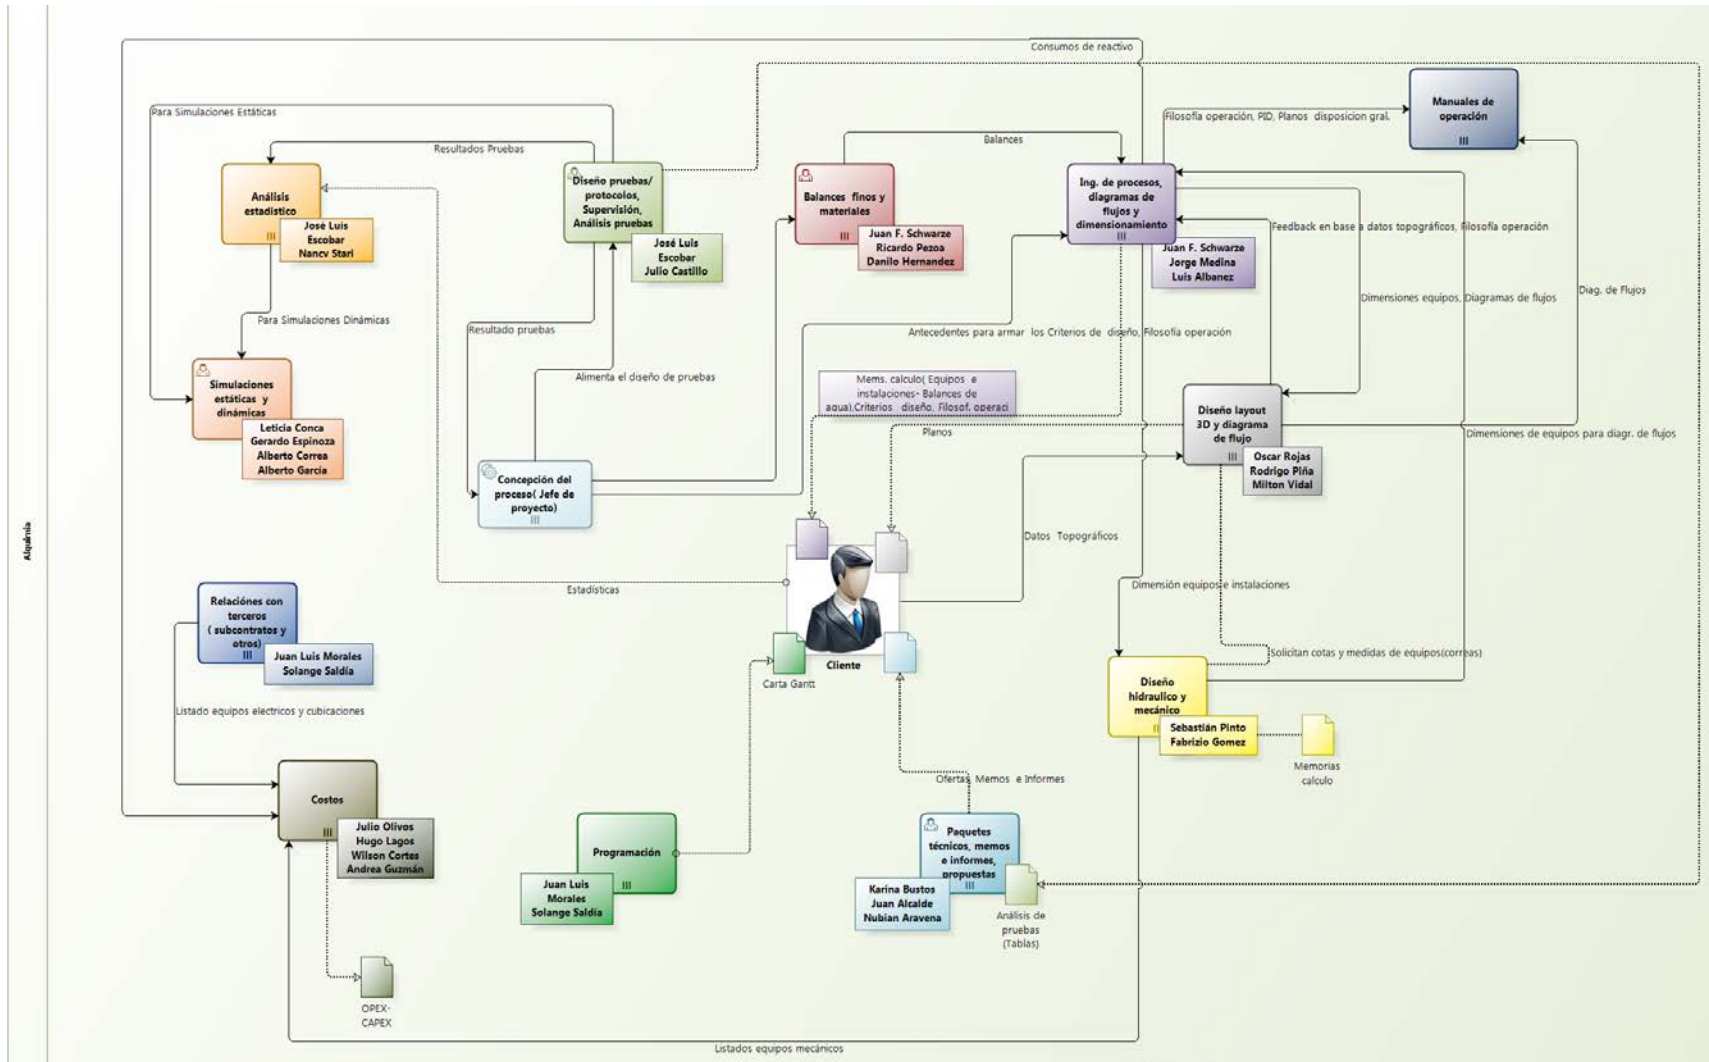 Alquimia
Consumos de reactivo
Manuales de
operación
Filosofía operación, PID, Planos disposicion gral.
Para Simulaciones Estáticas
Resultados Pruebas
Balances
Análisis
estadístico
José Luis
Escobar
Nancy Stari
Diseño pruebas/
protocolos,
Supervisión,
Análisis pruebas
José Luis
Escobar
Julio Castillo
Balances finos y
materiales
Juan F. Schwarze
Ricardo Pezoa
Danilo Hernandez
Ing. de procesos,
diagramas de
flujos y
dimensionamiento
Juan F. Schwarze
Jorge Medina
Luis Albanez
Feedback en base a datos topográficos, Filosofía operación
Diag. de Flujos
Dimensiones equipos, Diagramas de flujos
Para Simulaciones Dinámicas
Resultado pruebas
Antecedentes para armar los Criterios de diseño, Filosofía operación
Simulaciones
estáticas y
dinámicas
Leticia Conca
Gerardo Espinoza
Alberto Correa
Alberto García
Alimenta el diseño de pruebas
Mems. calculo( Equipos e
instalaciones- Balances de
agua),Criterios diseño, Filosof. operaci
Planos
Diseño layout
3D y diagrama
de flujo
Oscar Rojas
Rodrigo Piña
Milton Vidal
Dimensiones de equipos para diagr. de flujos
Concepción del
proceso( Jefe de
proyecto)
Datos Topográficos
Estadísticas
Dimensión equipos e instalaciones
Relaciónes con
terceros
( subcontratos y
otros)
Juan Luis Morales
Solange Saldía
Cliente
Carta Gantt
Solicitan cotas y medidas de equipos(correas)
Diseño
hidraulico y
mecánico
Sebastián Pinto
Fabrizio Gomez
Memorias
calculo
Listado equipos electricos y cubicaciones
Costos
Julio Olivos
Hugo Lagos
Wilson Cortes
Andrea Guzmán
Ofertas, Memos e Informes
Programación
Juan Luis
Morales
Solange Saldía
Paquetes
técnicos, memos
e informes,
propuestas
Karina Bustos
Juan Alcalde
Nubian Aravena
Análisis de
pruebas
(Tablas)
OPEX-
CAPEX
Listados equipos mecánicos